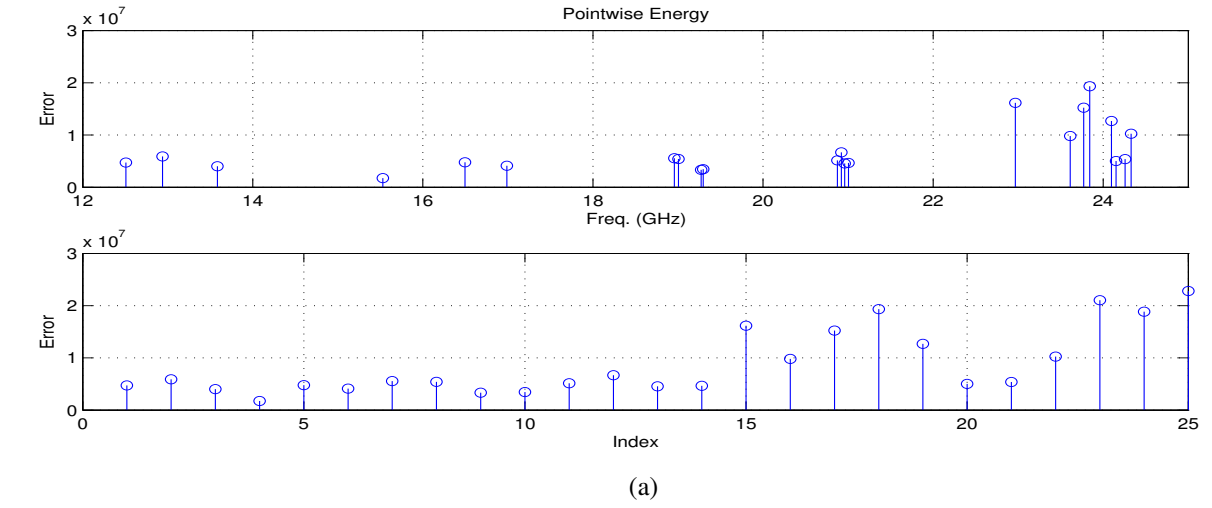 Pointwise Energy
x 10^7
3
2
1
0
Error
12 14 16 18 20 22 24
Freq. (GHz)
x 10^7
3
2
1
0
Error
0 5 10 15 20 25
Index
(a)